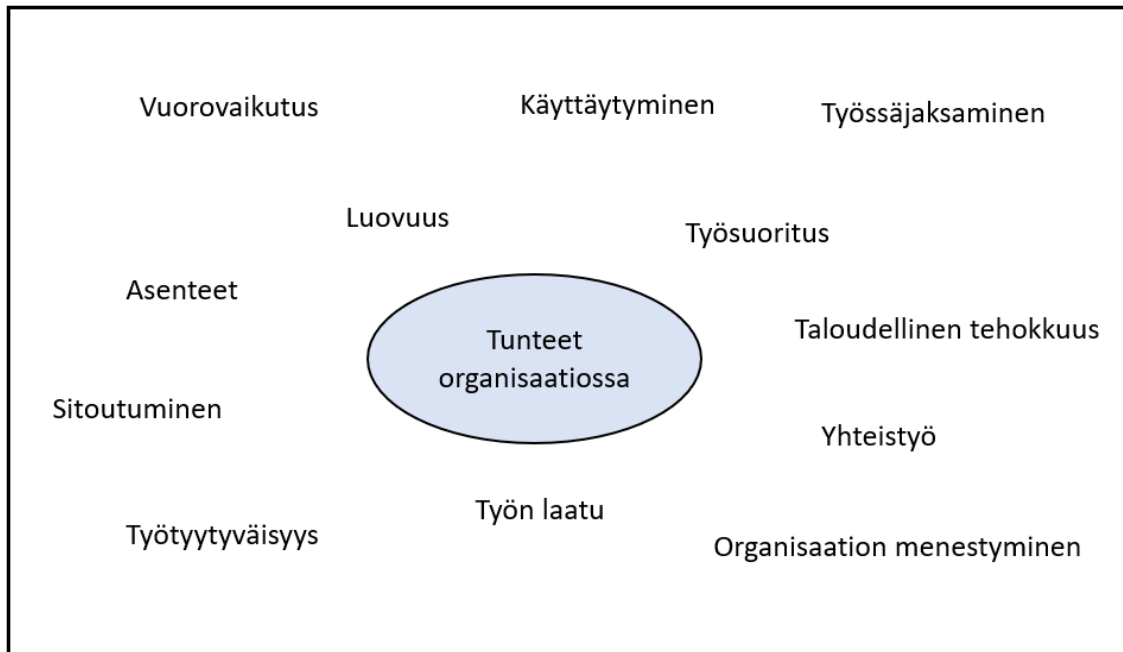 Vuorovaikutus
Käyttäytyminen
Työssäjaksaminen
Luovuus
Työsuoritus
Asenteet
Taloudellinen tehokkuus
Tunteet
organisaatiossa
Sitoutuminen
Yhteistyö
Työn laatu
Työtyytyväisyys
Organisaation menestyminen